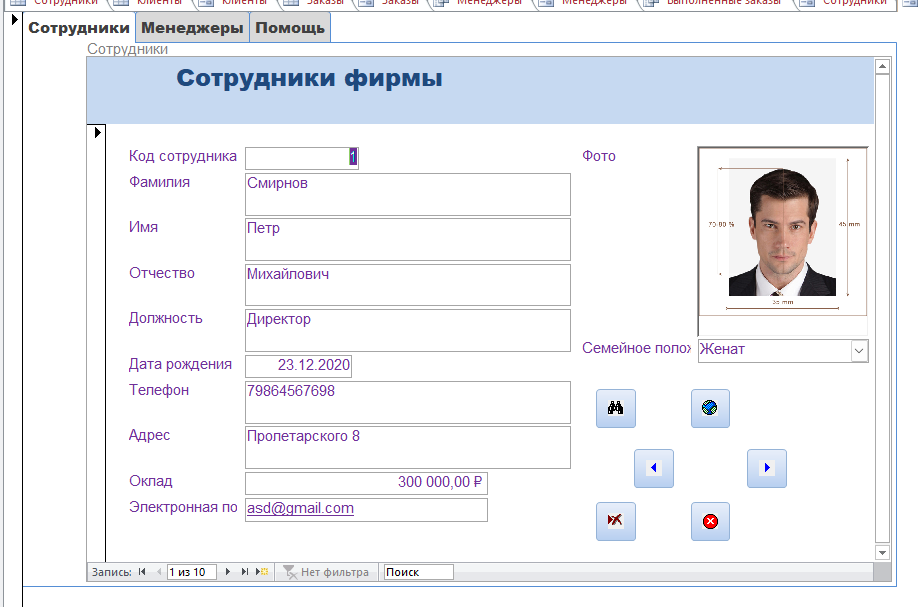 Сотрудники Клиенты Клиенты Заказы Заказы Менеджеры Менеджеры Выполненные заказы Сотрудники
Сотрудники Менеджеры Помощь
Сотрудники
Сотрудники фирмы
Код сотрудника 1 Фото
Фамилия Смирнов
Имя Петр
70-80 % 45 mm
Отчество Михайлович
35 mm
Должность Директор
Семейное полож Женат
Дата рождения 23.12.2020
Телефон 79864567698
Адрес Пролетарского 8
Оклад 300 000,00 ₽
Электронная по asd@gmail.com
Запись: 1 из 10 Нет фильтра Поиск